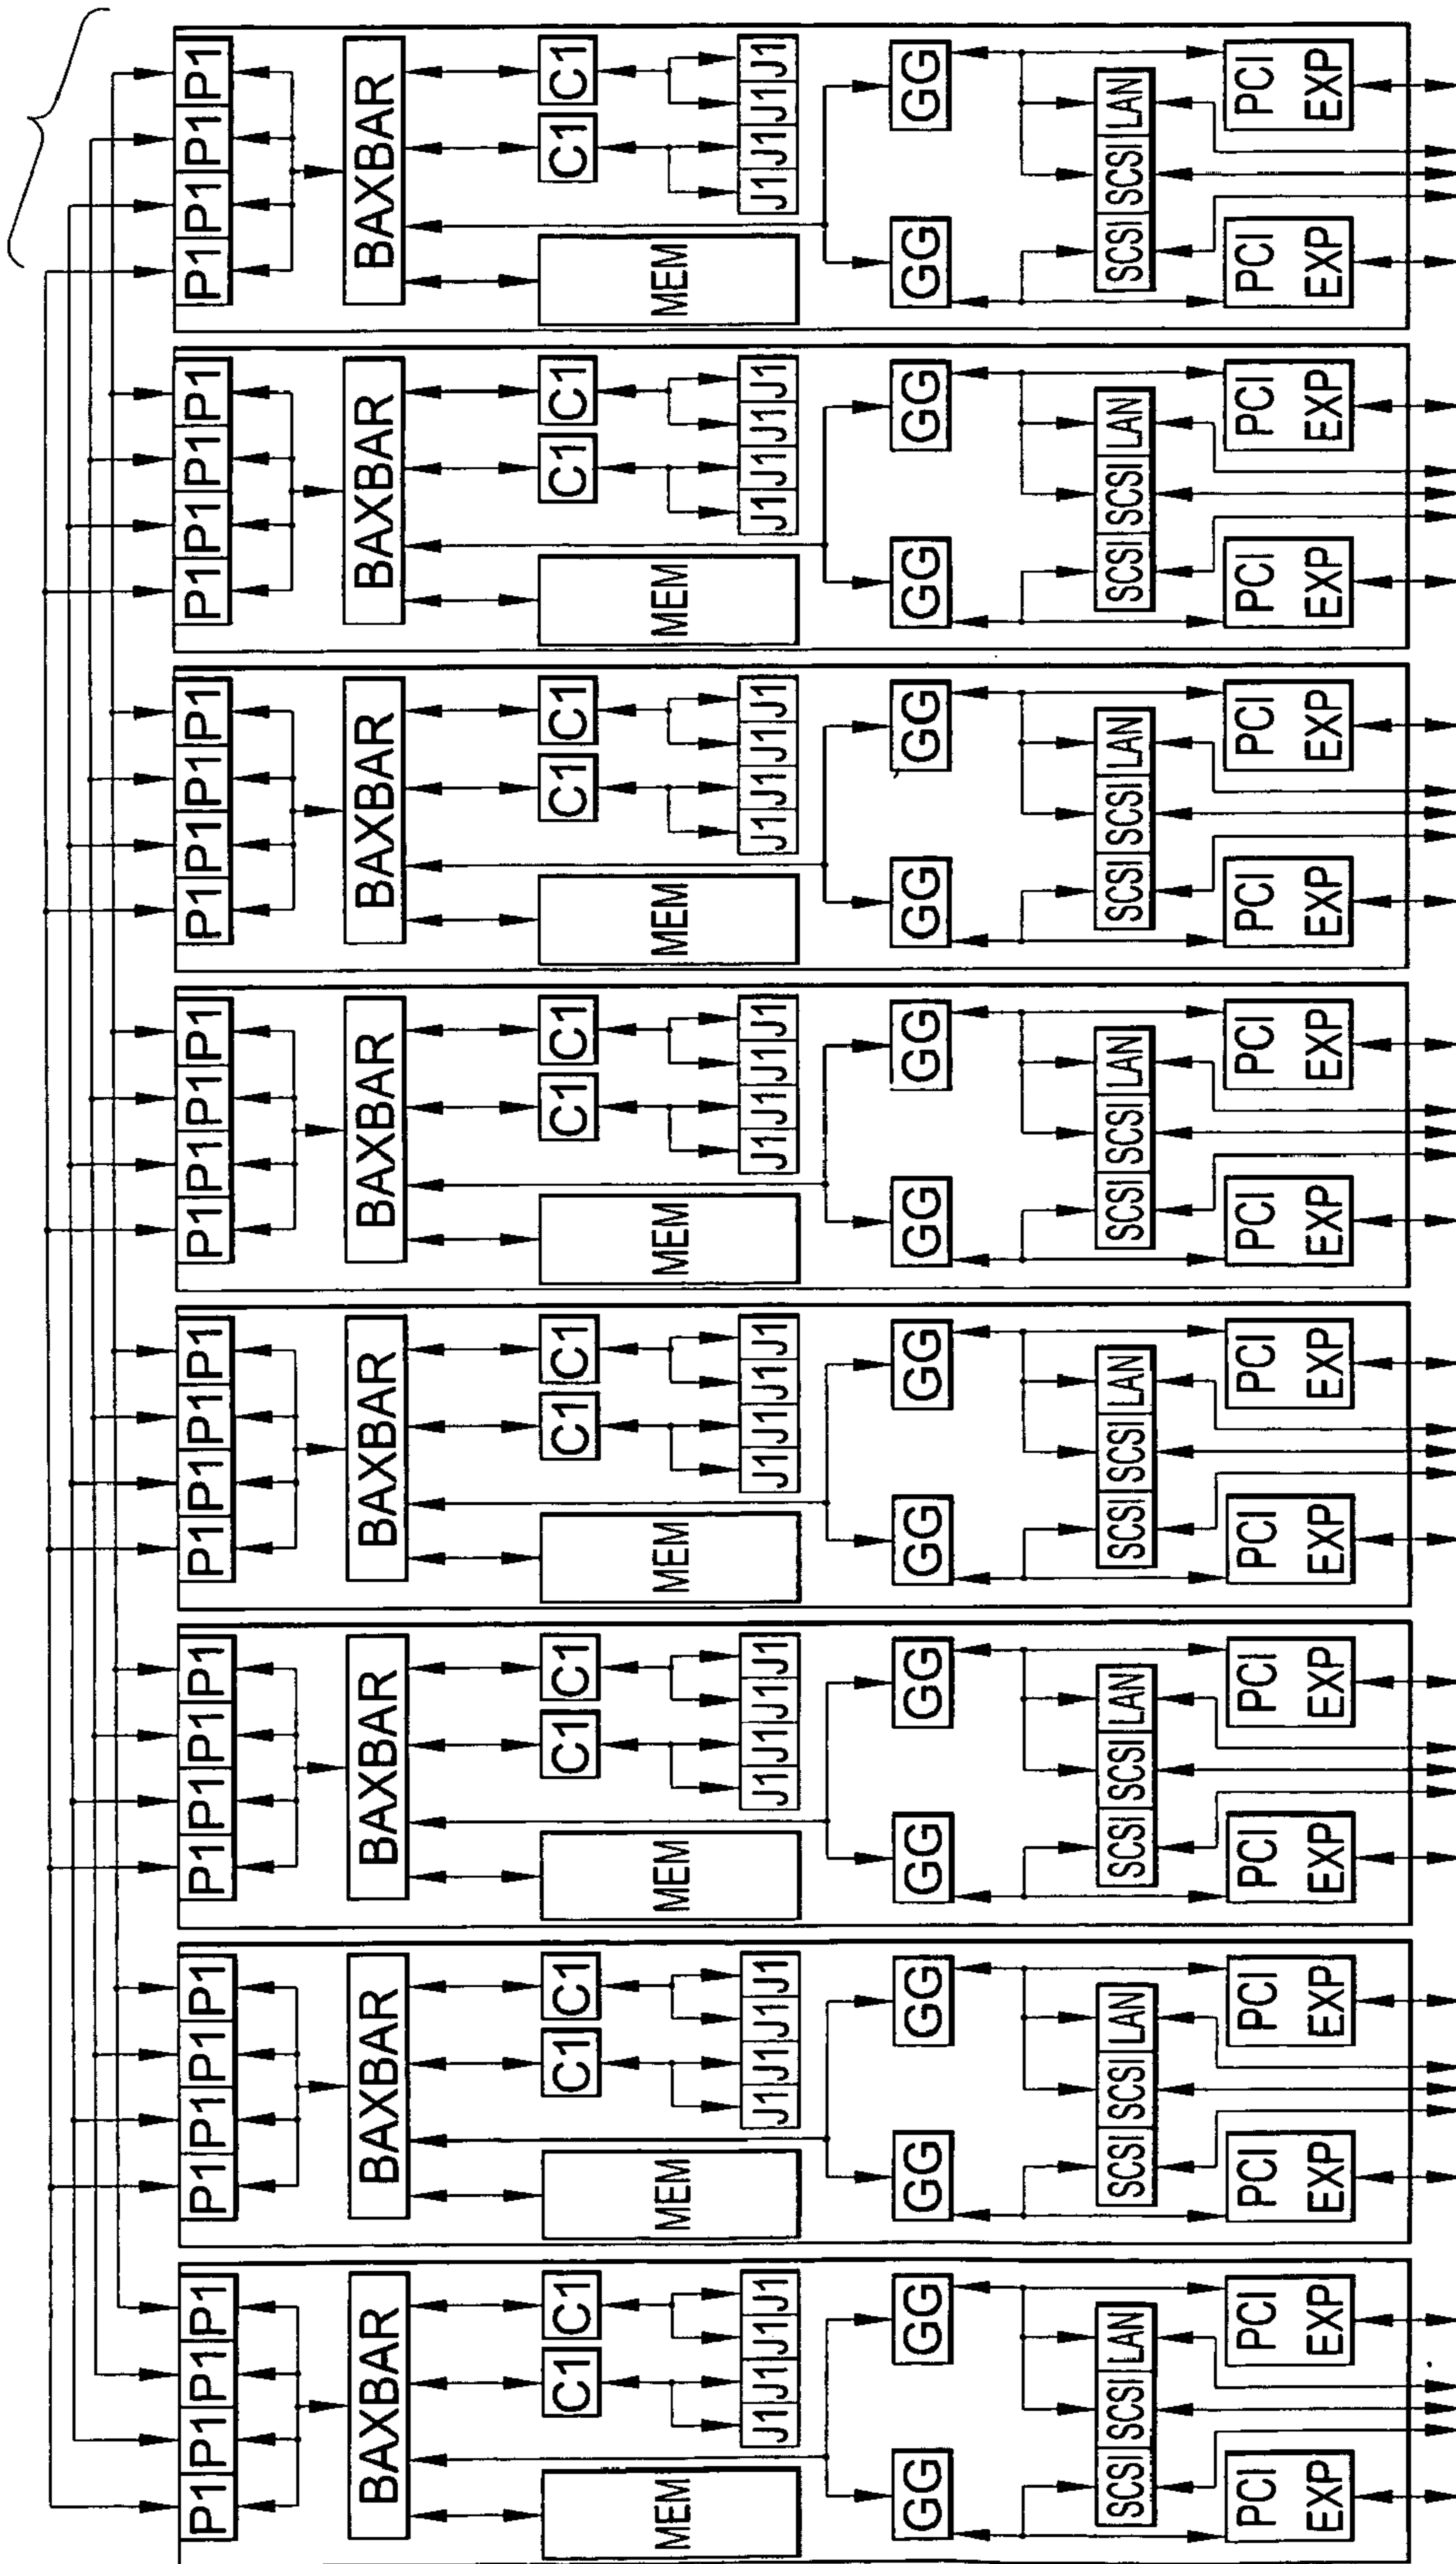 P1 P1 P1 P1
BAXBAR
C1 C1
MEM
J1 J1 J1 J1
GG GG
SCSI SCSI LAN
PCI
EXP
PCI
EXP
P1 P1 P1 P1
BAXBAR
C1 C1
MEM
J1 J1 J1 J1
GG GG
SCSI SCSI LAN
PCI
EXP
PCI
EXP
P1 P1 P1 P1
BAXBAR
C1 C1
MEM
J1 J1 J1 J1
GG GG
SCSI SCSI LAN
PCI
EXP
PCI
EXP
P1 P1 P1 P1
BAXBAR
C1 C1
MEM
J1 J1 J1 J1
GG GG
SCSI SCSI LAN
PCI
EXP
PCI
EXP
P1 P1 P1 P1
BAXBAR
C1 C1
MEM
J1 J1 J1 J1
GG GG
SCSI SCSI LAN
PCI
EXP
PCI
EXP
P1 P1 P1 P1
BAXBAR
C1 C1
MEM
J1 J1 J1 J1
GG GG
SCSI SCSI LAN
PCI
EXP
PCI
EXP
P1 P1 P1 P1
BAXBAR
C1 C1
MEM
J1 J1 J1 J1
GG GG
SCSI SCSI LAN
PCI
EXP
PCI
EXP
P1 P1 P1 P1
BAXBAR
C1 C1
MEM
J1 J1 J1 J1
GG GG
SCSI SCSI LAN
PCI
EXP
PCI
EXP